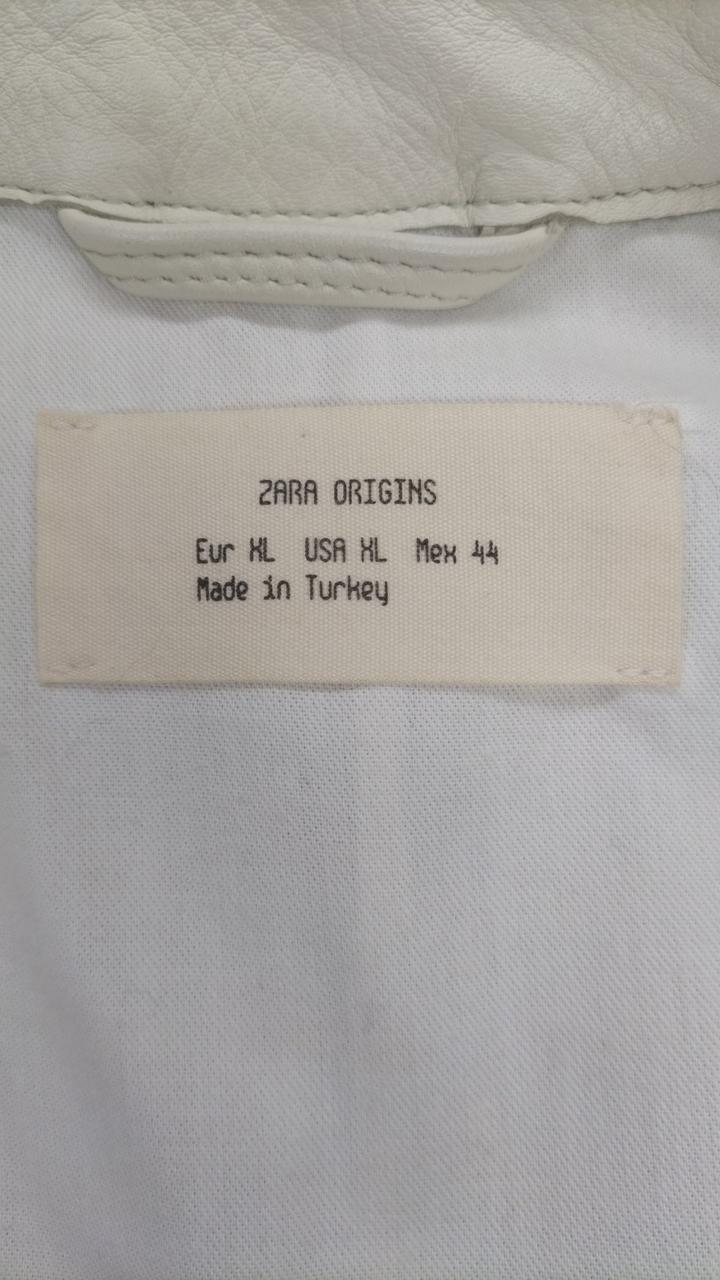 ZARA ORIGINS
Eur XL USA XL Mex 44
Made in Turkey